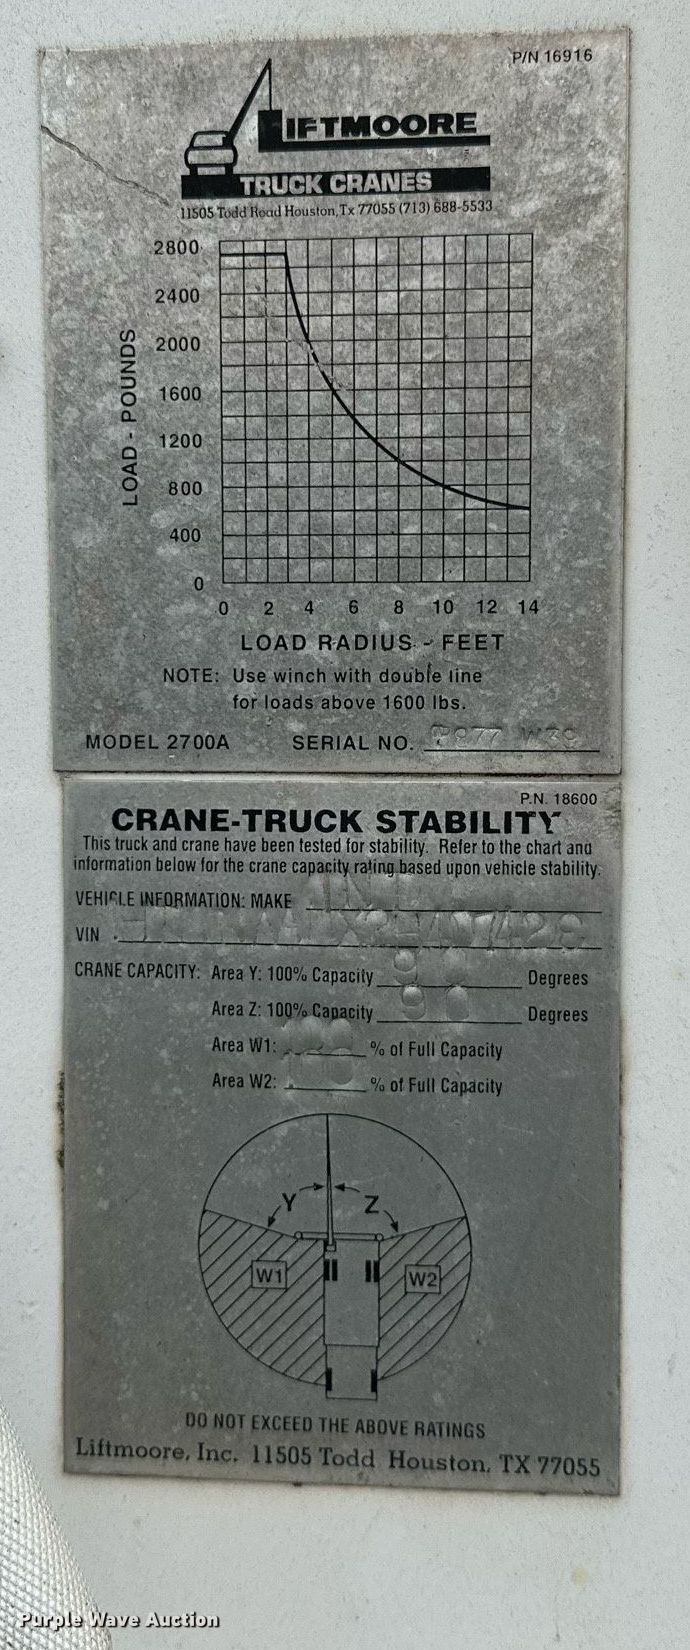 P/N 16916
LIFTMOORE
TRUCK CRANES
11505 Todd Road Houston,Tx 77055 (713) 688-5533
2800
2400
2000
1600
1200
800
400
0
LOAD - POUNDS
0 2 4 6 8 10 12 14
LOAD RADIUS - FEET
NOTE: Use winch with double line
for loads above 1600 lbs.
MODEL 2700A SERIAL NO.
P.N. 18600
CRANE-TRUCK STABILITY
This truck and crane have been tested for stability. Refer to the chart and
information below for the crane capacity rating based upon vehicle stability.
VEHICLE INFORMATION: MAKE
VIN
CRANE CAPACITY: Area Y: 100% Capacity 90 Degrees
Area Z: 100% Capacity 90 Degrees
Area W1: % of Full Capacity
Area W2: % of Full Capacity
Y Z
W1 W2
DO NOT EXCEED THE ABOVE RATINGS
Liftmoore, Inc. 11505 Todd Houston, TX 77055
Purple Wave Auction